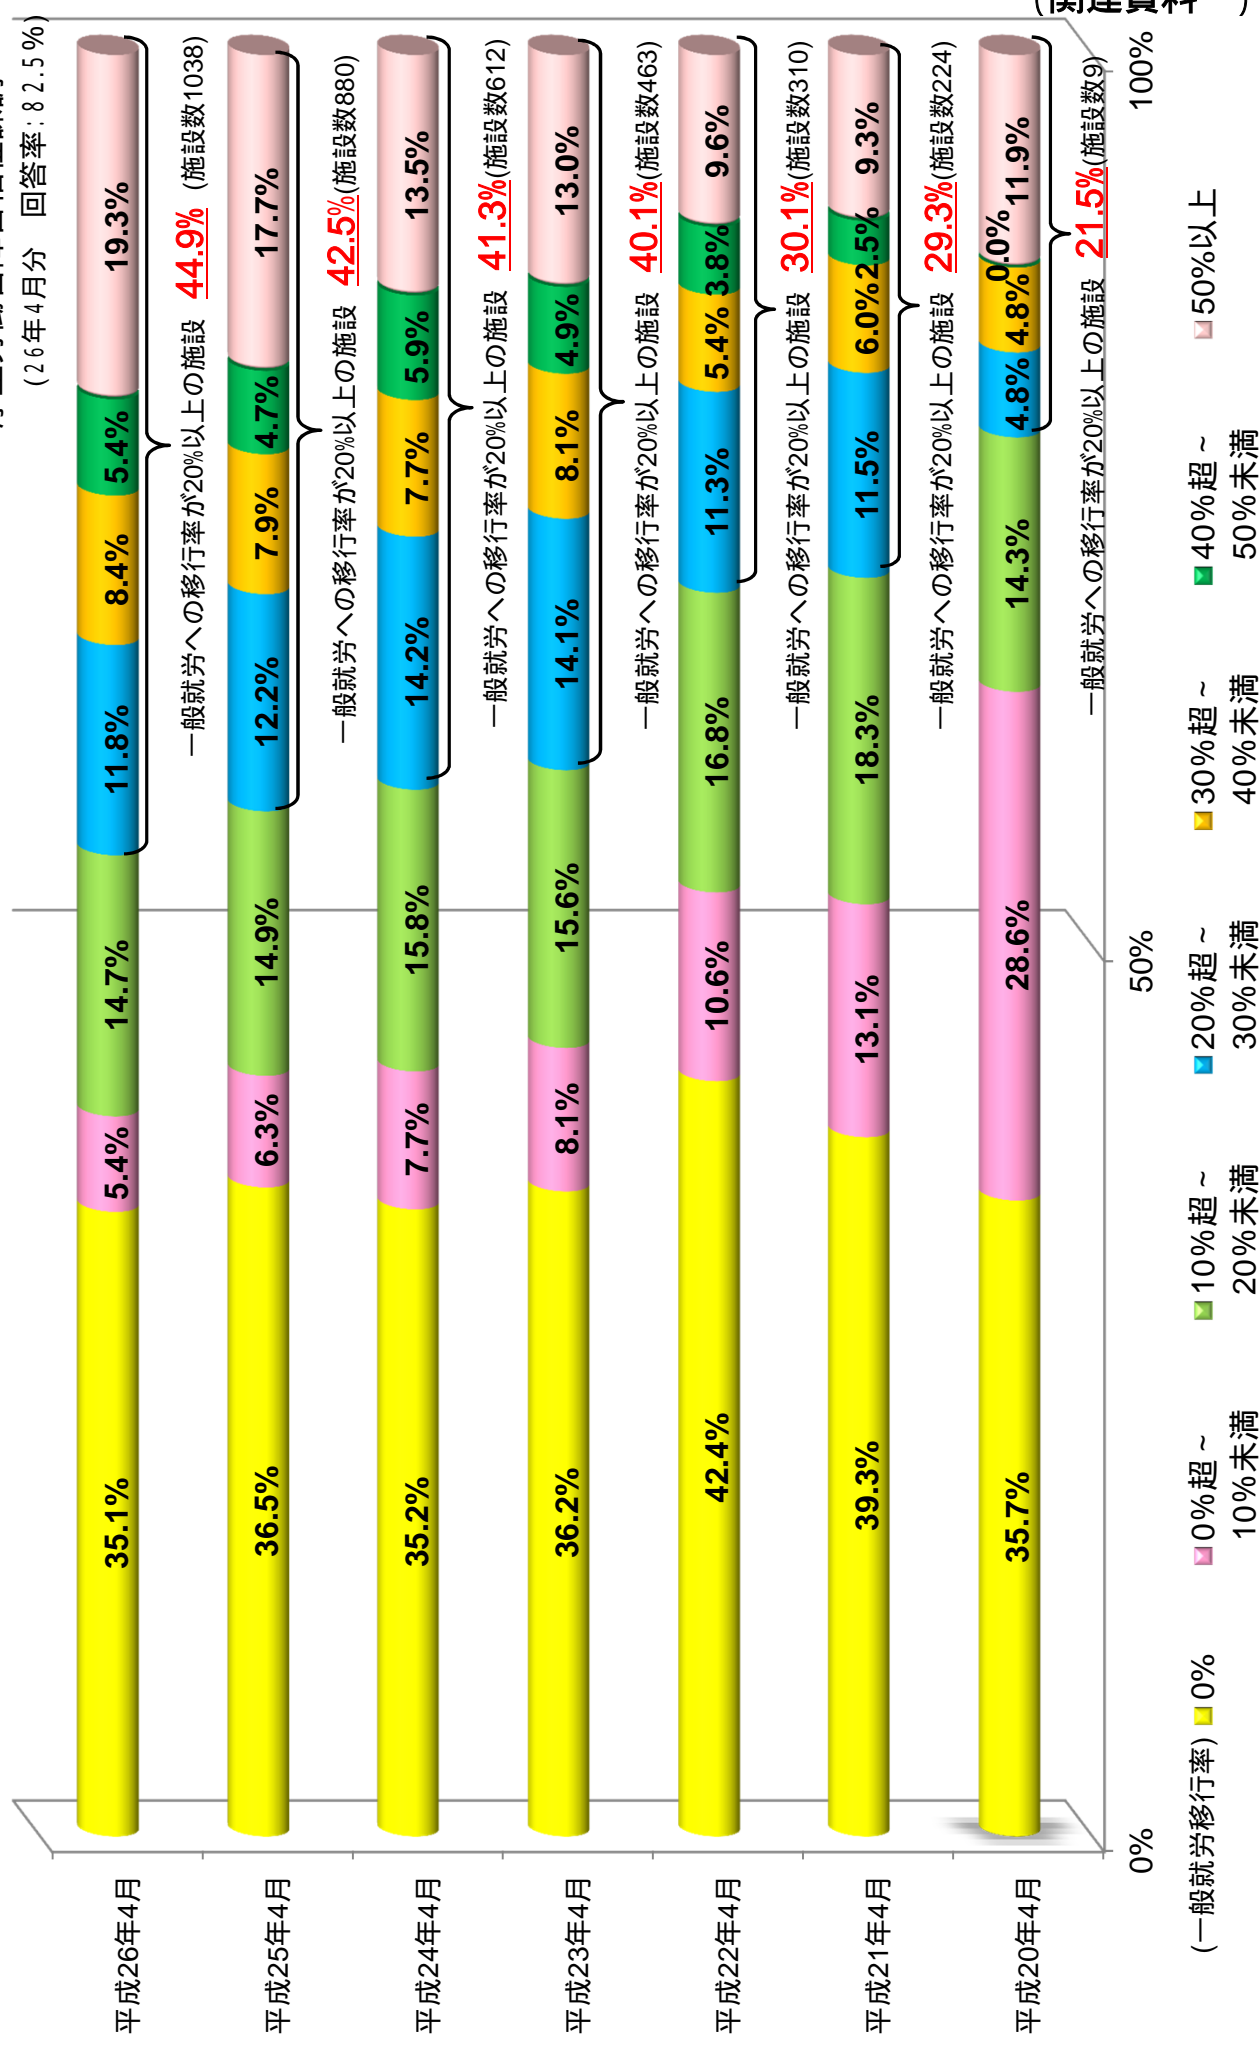 (関連資料
(26年4月分 回答率:82.5%)
平成26年4月
35.1%
5.4%
14.7%
11.8%
8.4%
5.4%
19.3%
一般就労への移行率が20%以上の施設 44.9% (施設数1038)
平成25年4月
36.5%
6.3%
14.9%
12.2%
7.9%
4.7%
17.7%
一般就労への移行率が20%以上の施設 42.5%(施設数880)
平成24年4月
35.2%
7.7%
15.8%
14.2%
7.7%
5.9%
13.5%
一般就労への移行率が20%以上の施設 41.3%(施設数612)
平成23年4月
36.2%
8.1%
15.6%
14.1%
8.1%
4.9%
13.0%
一般就労への移行率が20%以上の施設 40.1%(施設数463)
平成22年4月
42.4%
10.6%
16.8%
11.3%
5.4%
3.8%
9.6%
一般就労への移行率が20%以上の施設 30.1%(施設数310)
平成21年4月
39.3%
13.1%
18.3%
11.5%
6.0%
2.5%
9.3%
一般就労への移行率が20%以上の施設 29.3%(施設数224)
平成20年4月
35.7%
28.6%
14.3%
4.8%
4.8%
0.0%
11.9%
一般就労への移行率が20%以上の施設 21.5%(施設数9)
0%
50%
100%
(一般就労移行率)
0%
0%超~
10%未満
10%超~
20%未満
20%超~
30%未満
30%超~
40%未満
40%超~
50%未満
50%以上